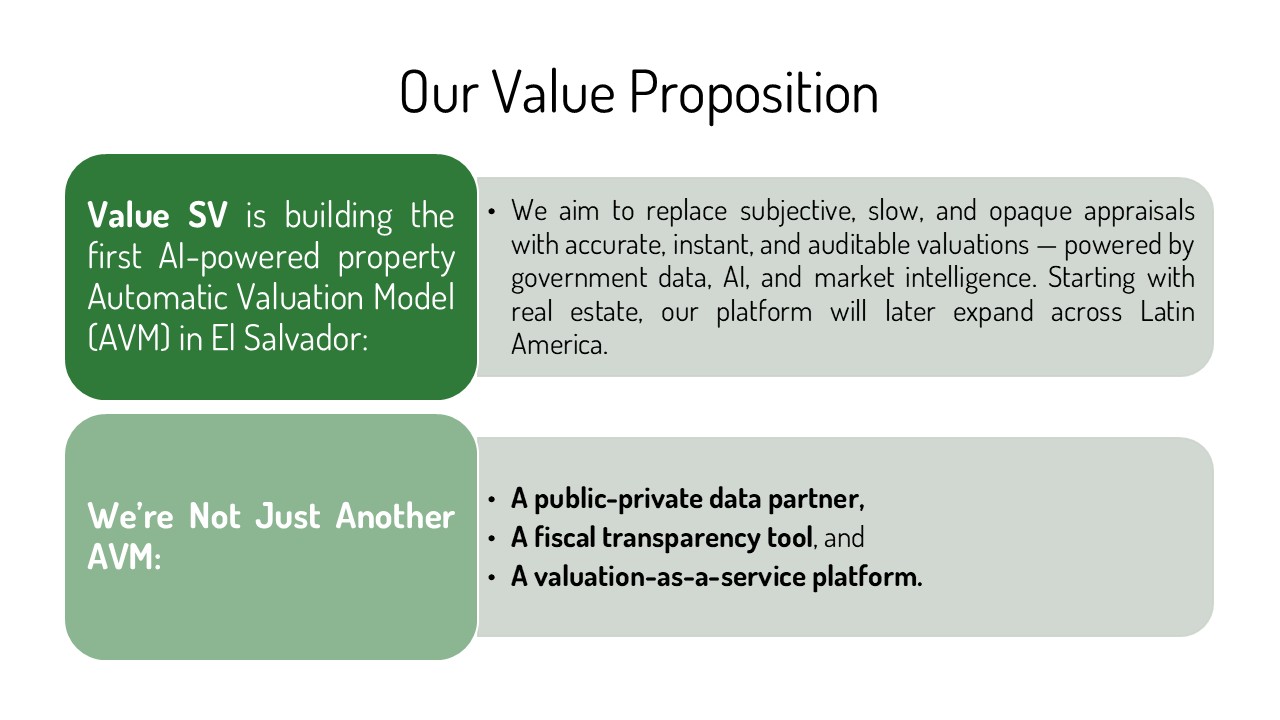 Our Value Proposition
Value SV is building the
first AI-powered property
Automatic Valuation Model
(AVM) in El Salvador:
• We aim to replace subjective, slow, and opaque appraisals
with accurate, instant, and auditable valuations — powered by
government data, AI, and market intelligence. Starting with
real estate, our platform will later expand across Latin
America.
We’re Not Just Another
AVM:
• A public-private data partner,
• A fiscal transparency tool, and
• A valuation-as-a-service platform.